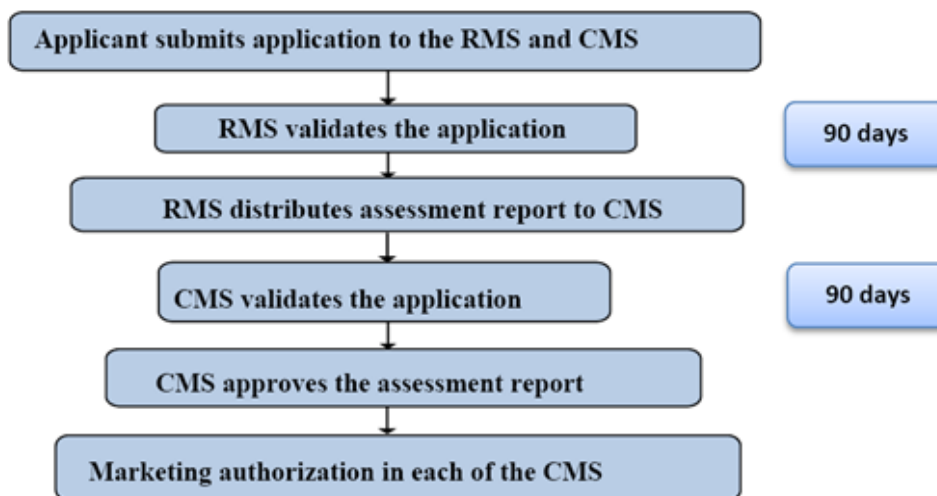 Applicant submits application to the RMS and CMS
RMS validates the application
90 days
RMS distributes assessment report to CMS
CMS validates the application
90 days
CMS approves the assessment report
Marketing authorization in each of the CMS